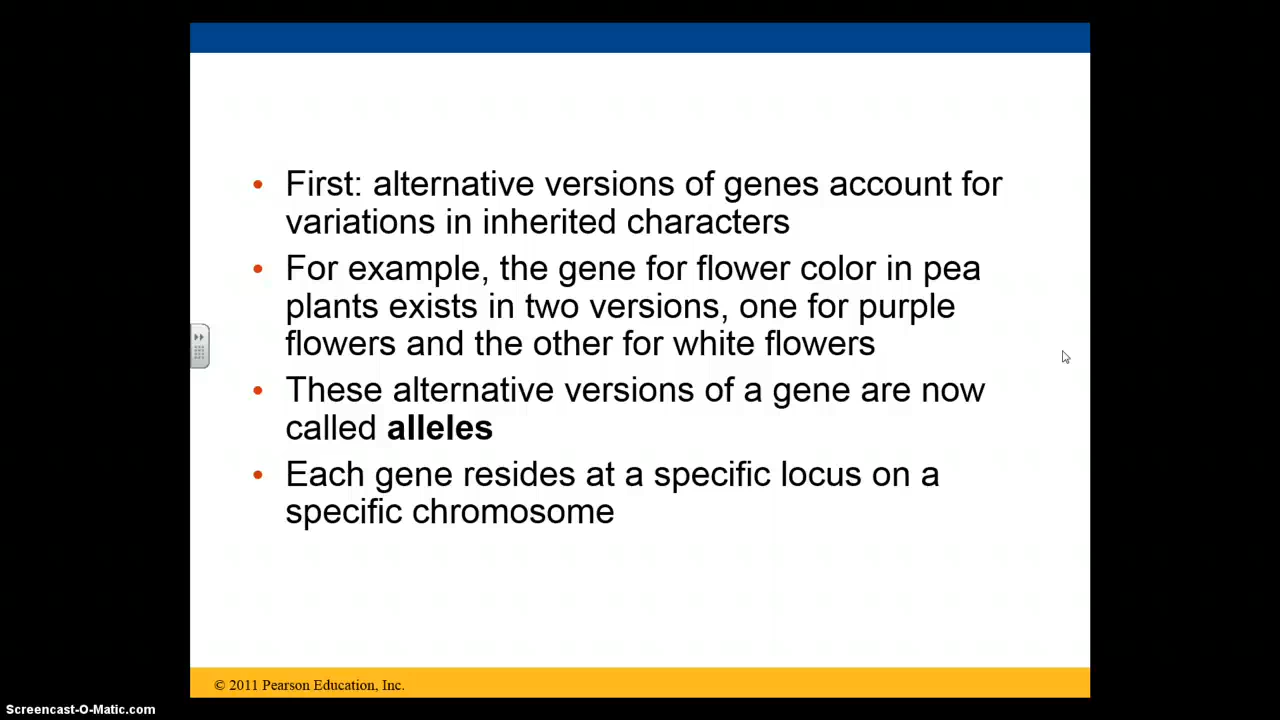 First: alternative versions of genes account for
variations in inherited characters
For example, the gene for flower color in pea
plants exists in two versions, one for purple
flowers and the other for white flowers
These alternative versions of a gene are now
called alleles
Each gene resides at a specific locus on a
specific chromosome
© 2011 Pearson Education, Inc.
Screencast-O-Matic.com